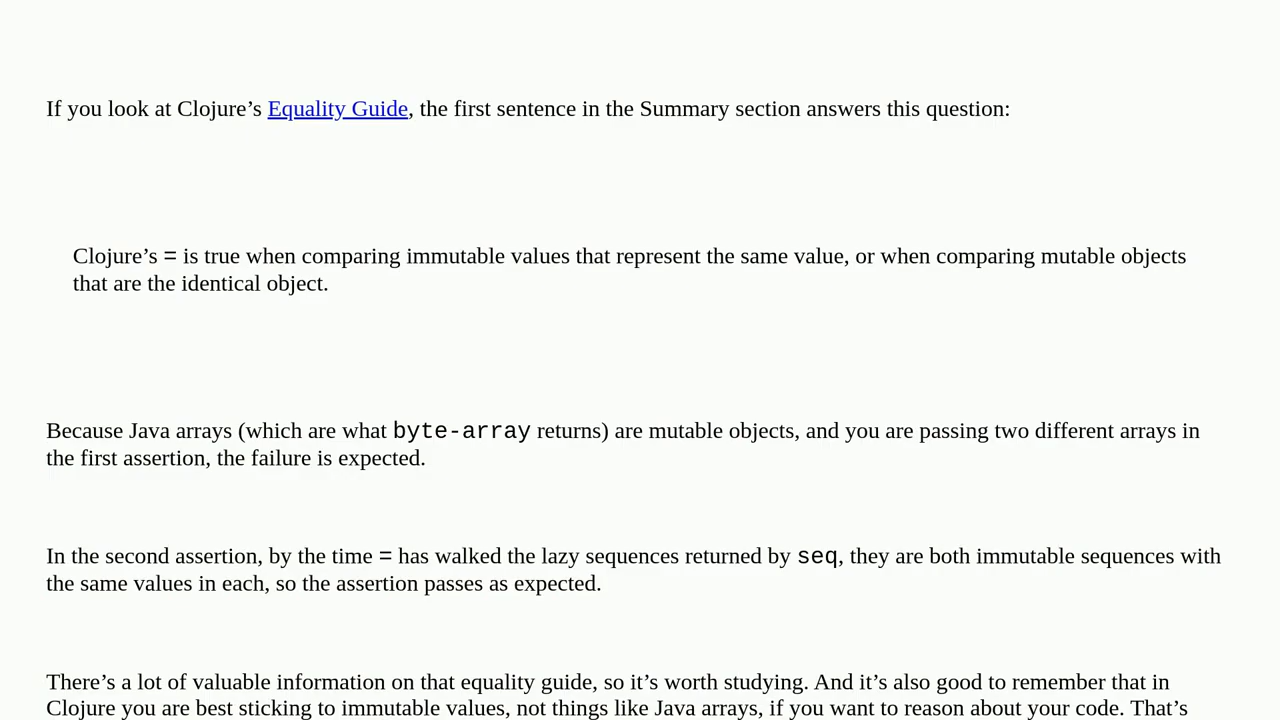 If you look at Clojure’s Equality Guide, the first sentence in the Summary section answers this question:
Clojure’s = is true when comparing immutable values that represent the same value, or when comparing mutable objects
that are the identical object.
Because Java arrays (which are what byte-array returns) are mutable objects, and you are passing two different arrays in
the first assertion, the failure is expected.
In the second assertion, by the time = has walked the lazy sequences returned by seq, they are both immutable sequences with
the same values in each, so the assertion passes as expected.
There’s a lot of valuable information on that equality guide, so it’s worth studying. And it’s also good to remember that in
Clojure you are best sticking to immutable values, not things like Java arrays, if you want to reason about your code. That’s